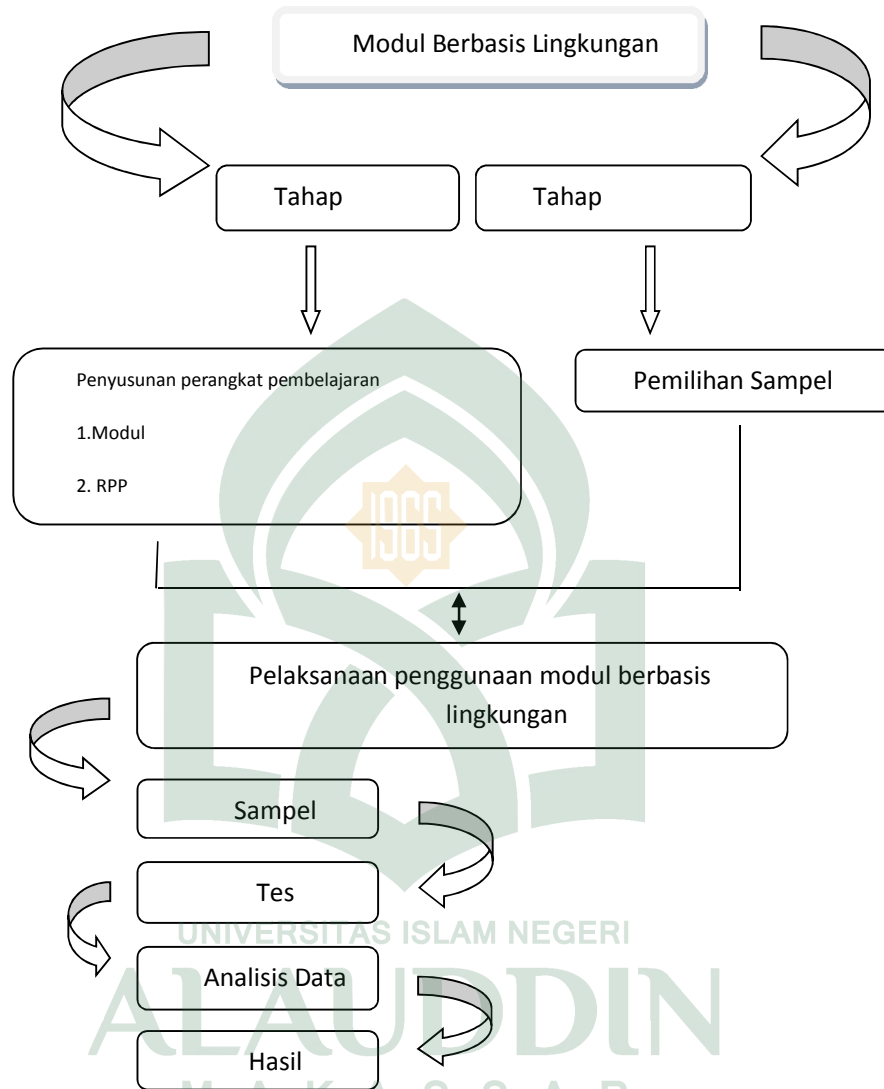 Modul Berbasis Lingkungan
Tahap
Tahap
Penyusunan perangkat pembelajaran
1.Modul
2. RPP
Pemilihan Sampel
1965
Pelaksanaan penggunaan modul berbasis
lingkungan
Sampel
Tes
UNIVERSITAS ISLAM NEGERI
Analisis Data
ALAUDDIN
Hasil
M A K A S S A R